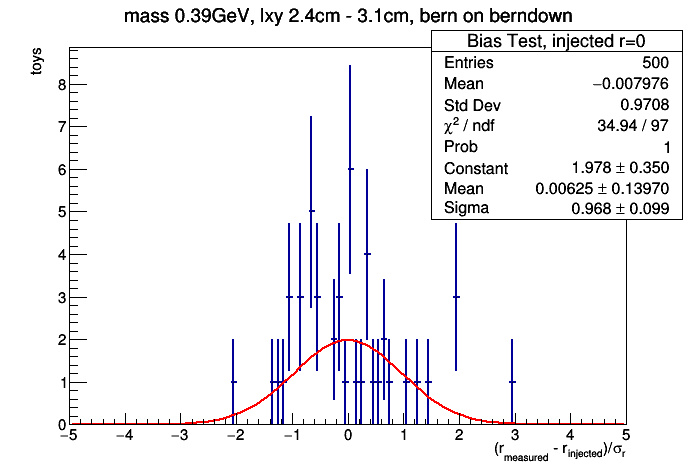 mass 0.39GeV, lxy 2.4cm - 3.1cm, bern on berndown
Bias Test, injected r=0
Entries 500
Mean −0.007976
Std Dev 0.9708
χ² / ndf 34.94 / 97
Prob 1
Constant 1.978 ± 0.350
Mean 0.00625 ± 0.13970
Sigma 0.968 ± 0.099
toys
8
7
6
5
4
3
2
1
0
−5 −4 −3 −2 −1 0 1 2 3 4 5
(r_measured - r_injected)/σ_r